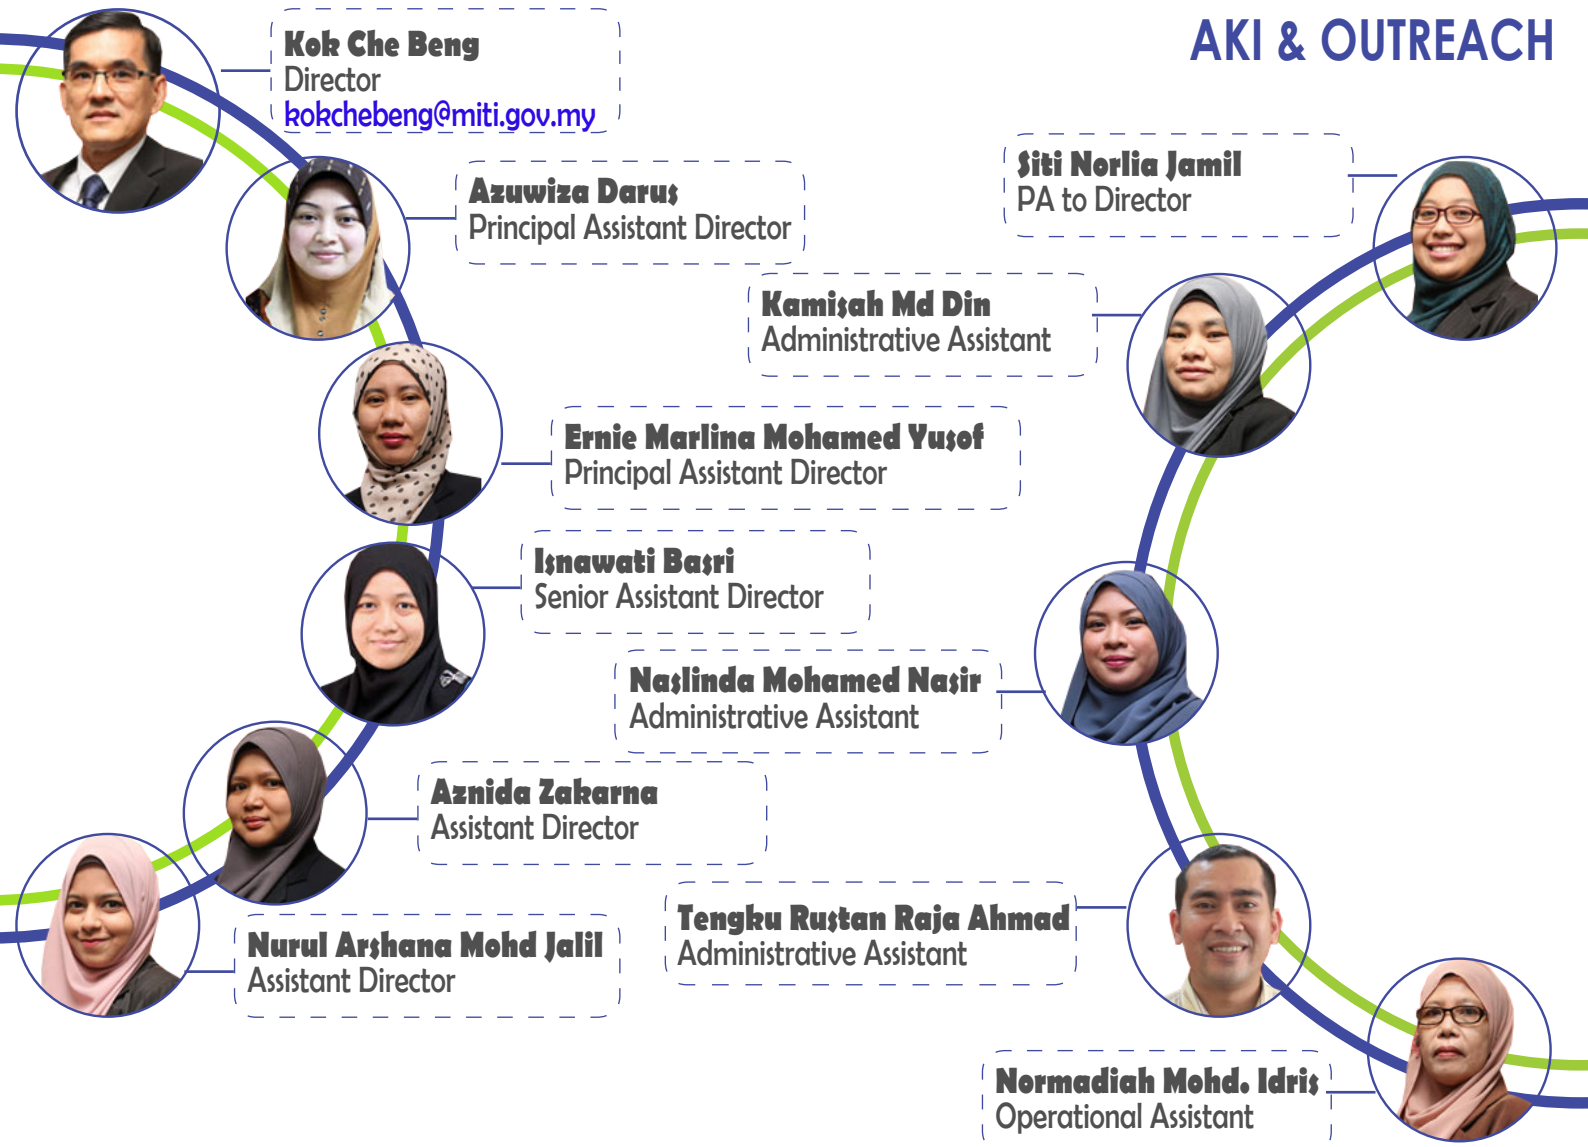 AKI & OUTREACH
Kok Che Beng
Director
kokchebeng@miti.gov.my
Azuwiza Darus
Principal Assistant Director
Ernie Marlina Mohamed Yusof
Principal Assistant Director
Isnawati Basri
Senior Assistant Director
Aznida Zakarna
Assistant Director
Nurul Arshana Mohd Jalil
Assistant Director
Siti Norlia Jamil
PA to Director
Kamisah Md Din
Administrative Assistant
Naslinda Mohamed Nasir
Administrative Assistant
Tengku Rustan Raja Ahmad
Administrative Assistant
Normadiah Mohd. Idris
Operational Assistant